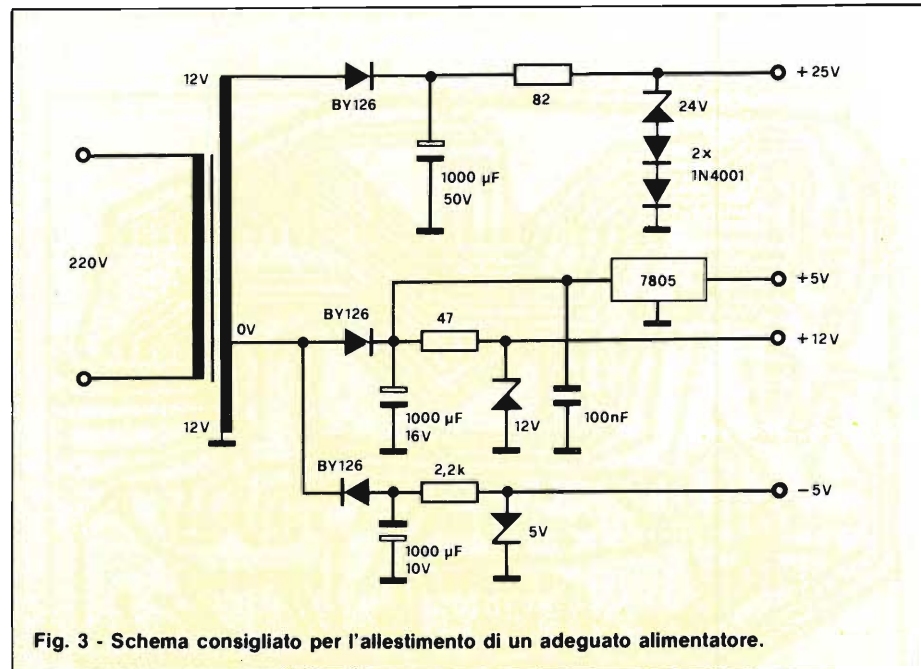 12V
BY126
82
+25V
24V
2x
1N4001
1000 µF
50V
220V
7805
+5V
BY126
0V
47
+12V
1000 µF
16V
12V
100nF
12V
BY126
2,2k
-5V
5V
1000 µF
10V
Fig. 3 - Schema consigliato per l'allestimento di un adeguato alimentatore.